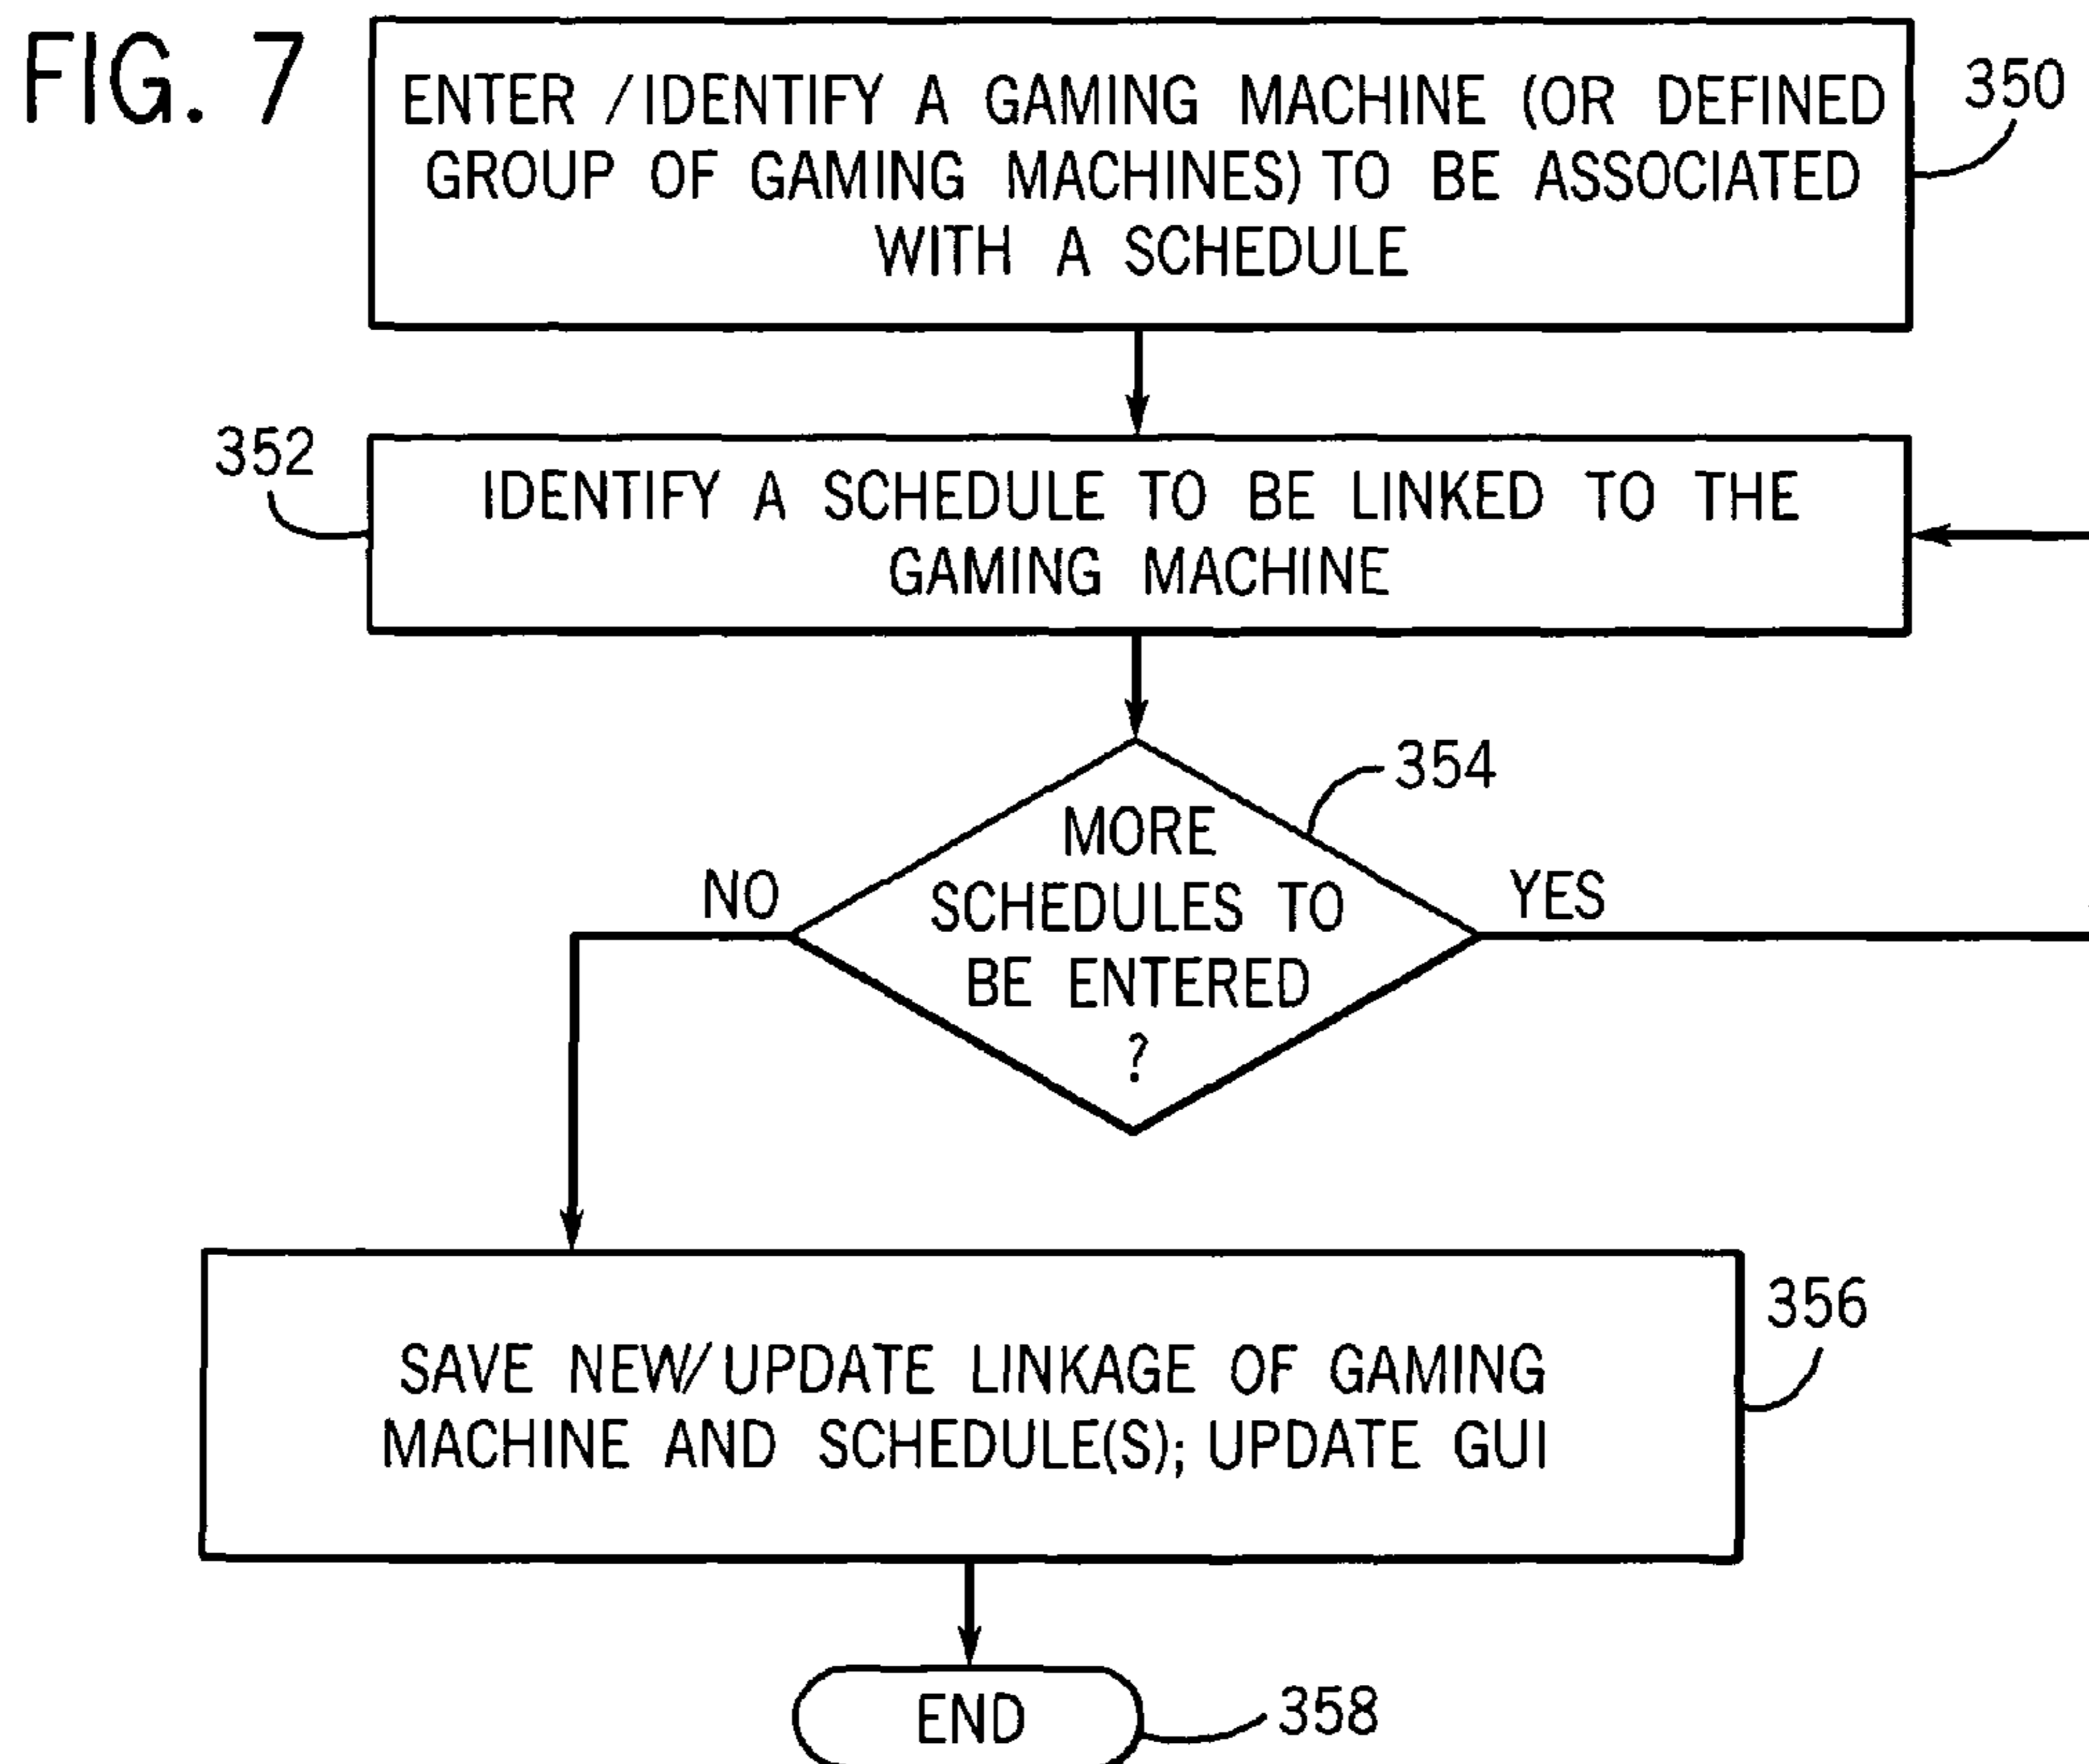 FIG. 7
ENTER /IDENTIFY A GAMING MACHINE (OR DEFINED
GROUP OF GAMING MACHINES) TO BE ASSOCIATED
WITH A SCHEDULE
350
352
IDENTIFY A SCHEDULE TO BE LINKED TO THE
GAMING MACHINE
354
MORE
SCHEDULES TO
BE ENTERED
?
NO
YES
356
SAVE NEW/UPDATE LINKAGE OF GAMING
MACHINE AND SCHEDULE(S); UPDATE GUI
END
358